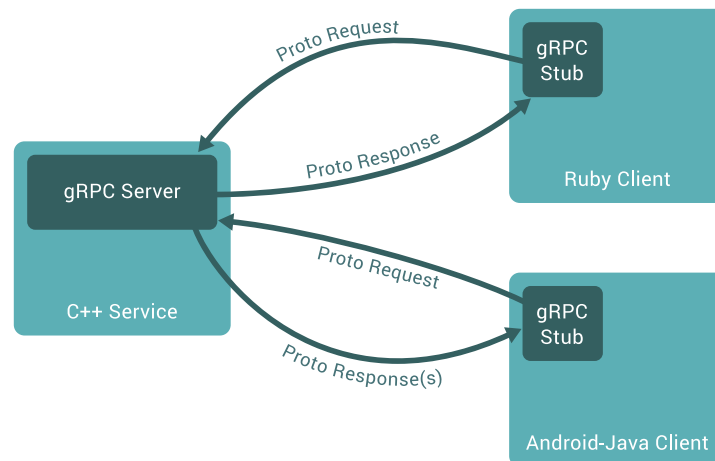 Proto Request
gRPC
Stub
Ruby Client
Proto Response
gRPC Server
C++ Service
Proto Request
gRPC
Stub
Proto Response(s)
Android-Java Client